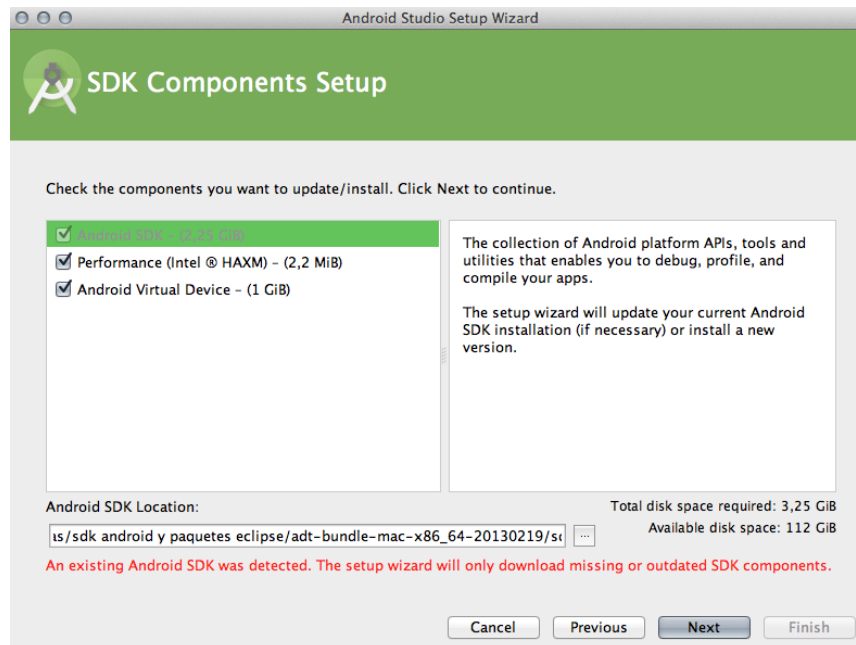 Android Studio Setup Wizard
SDK Components Setup
Check the components you want to update/install. Click Next to continue.
Android SDK – (2,25 GiB)
Performance (Intel ® HAXM) – (2,2 MiB)
Android Virtual Device – (1 GiB)
The collection of Android platform APIs, tools and
utilities that enables you to debug, profile, and
compile your apps.
The setup wizard will update your current Android
SDK installation (if necessary) or install a new
version.
Android SDK Location:
Total disk space required: 3,25 GiB
/sdk android y paquetes eclipse/adt-bundle-mac-x86_64-20130219/
...
Available disk space: 112 GiB
An existing Android SDK was detected. The setup wizard will only download missing or outdated SDK components.
Cancel
Previous
Next
Finish